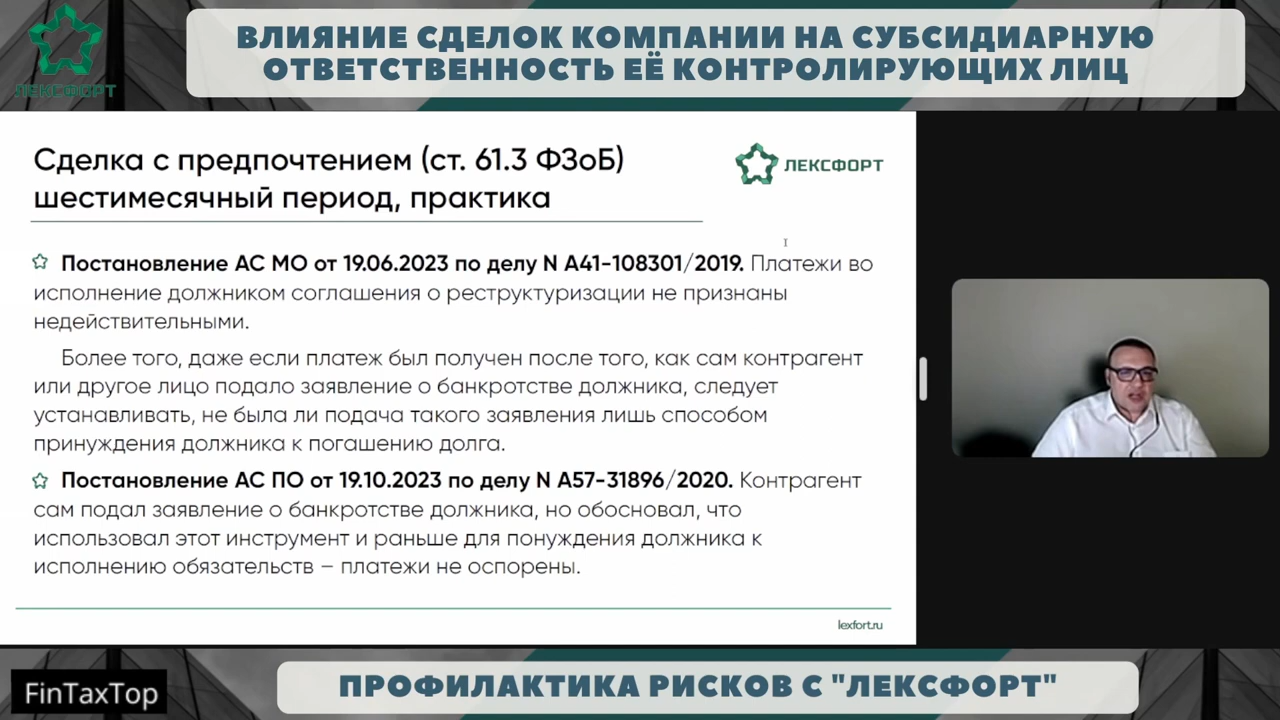 ВЛИЯНИЕ СДЕЛОК КОМПАНИИ НА СУБСИДИАРНУЮ
ОТВЕТСТВЕННОСТЬ ЕЁ КОНТРОЛИРУЮЩИХ ЛИЦ
ЛЕКСФОРТ
Сделка с предпочтением (ст. 61.3 ФЗоБ)
шестимесячный период, практика
ЛЕКСФОРТ
Постановление АС МО от 19.06.2023 по делу N А41-108301/2019. Платежи во
исполнение должником соглашения о реструктуризации не признаны
недействительными.
Более того, даже если платеж был получен после того, как сам контрагент
или другое лицо подало заявление о банкротстве должника, следует
устанавливать, не была ли подача такого заявления лишь способом
принуждения должника к погашению долга.
Постановление АС ПО от 19.10.2023 по делу N А57-31896/2020. Контрагент
сам подал заявление о банкротстве должника, но обосновал, что
использовал этот инструмент и раньше для понуждения должника к
исполнению обязательств – платежи не оспорены.
lexfort.ru
FinTaxTop
ПРОФИЛАКТИКА РИСКОВ С "ЛЕКСФОРТ"